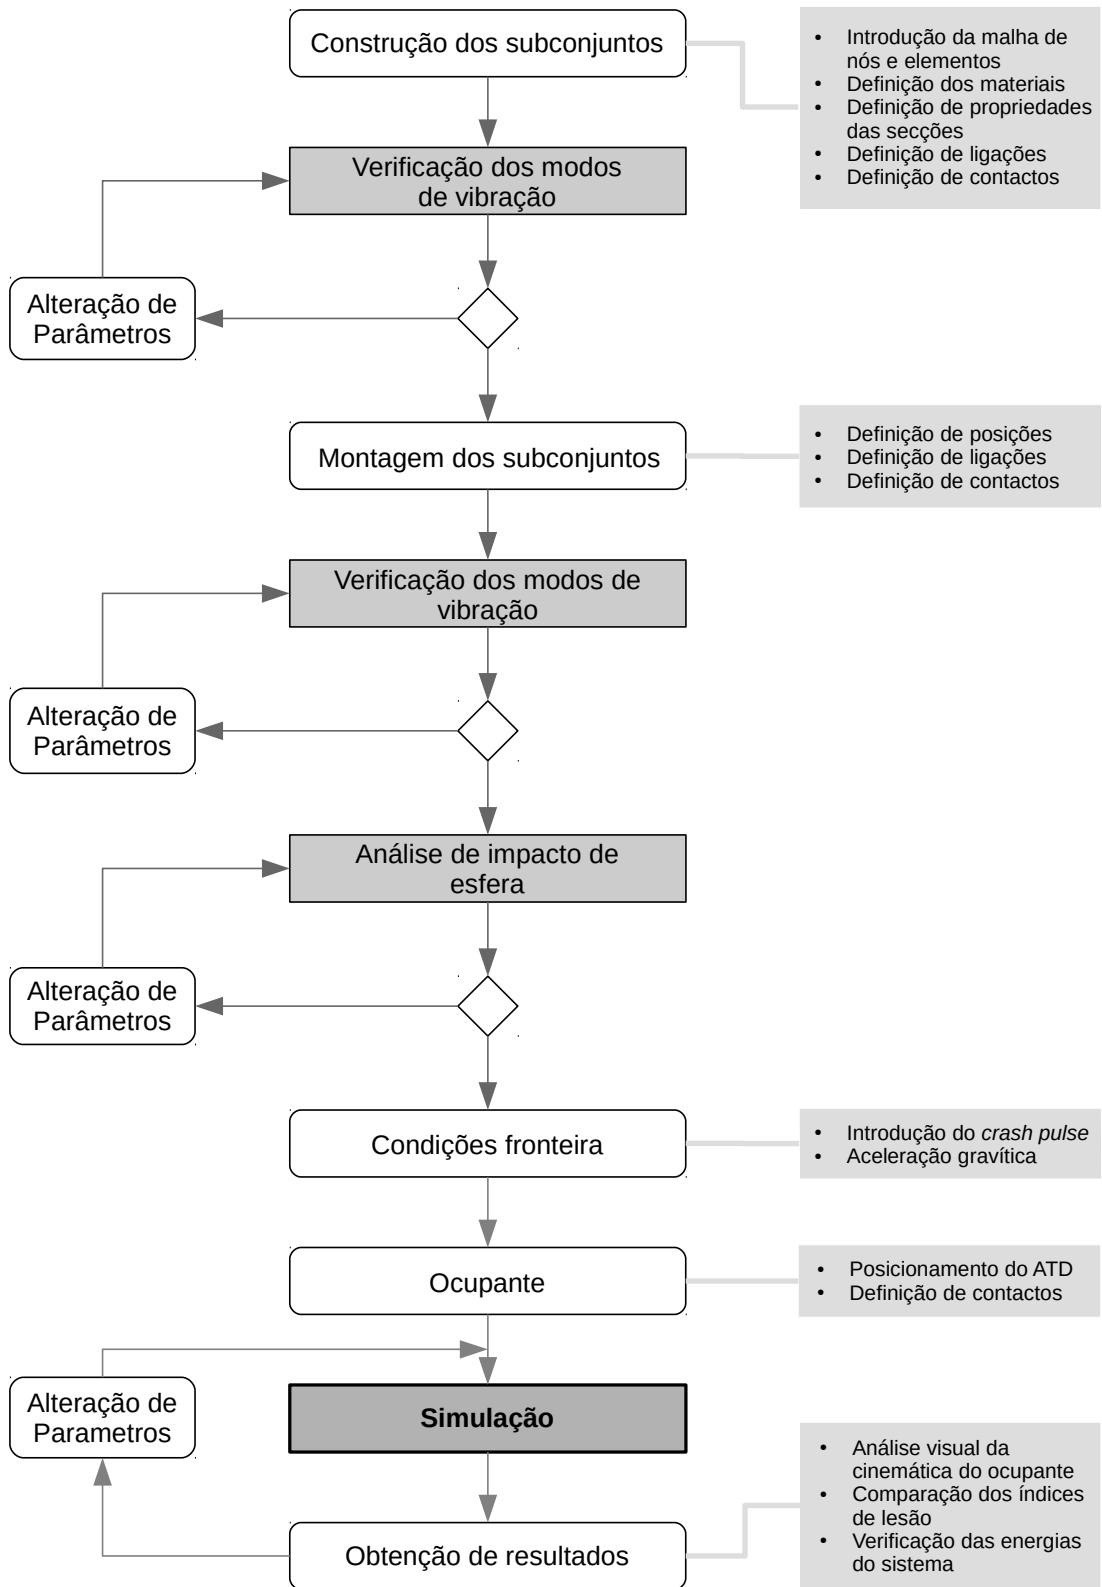 Construção dos subconjuntos
• Introdução da malha de
nós e elementos
• Definição dos materiais
• Definição de propriedades
das secções
• Definição de ligações
• Definição de contactos
Verificação dos modos
de vibração
Alteração de
Parâmetros
Montagem dos subconjuntos
• Definição de posições
• Definição de ligações
• Definição de contactos
Verificação dos modos de
vibração
Alteração de
Parâmetros
Análise de impacto de
esfera
Alteração de
Parâmetros
Condições fronteira
• Introdução do crash pulse
• Aceleração gravítica
Ocupante
• Posicionamento do ATD
• Definição de contactos
Alteração de
Parametros
Simulação
Obtenção de resultados
• Análise visual da
cinemática do ocupante
• Comparação dos índices
de lesão
• Verificação das energias
do sistema